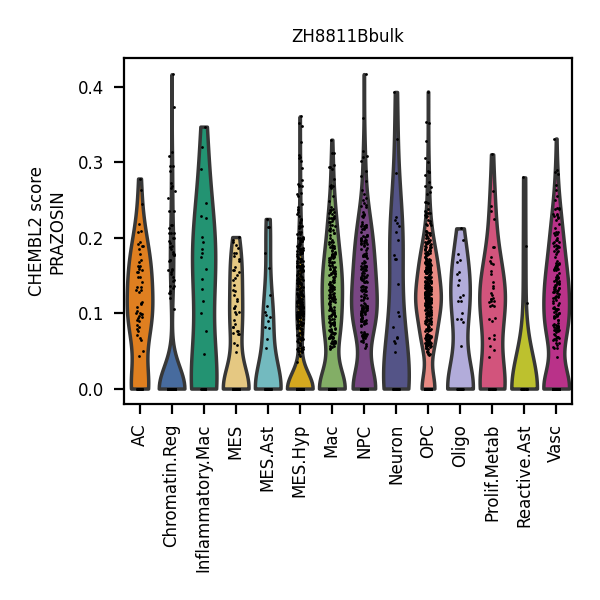 ZH8811Bbulk
CHEMBL2 score
PRAZOSIN
0.4
0.3
0.2
0.1
0.0
AC
Chromatin.Reg
Inflammatory.Mac
MES
MES.Ast
MES.Hyp
Mac
NPC
Neuron
OPC
Oligo
Prolif.Metab
Reactive.Ast
Vasc